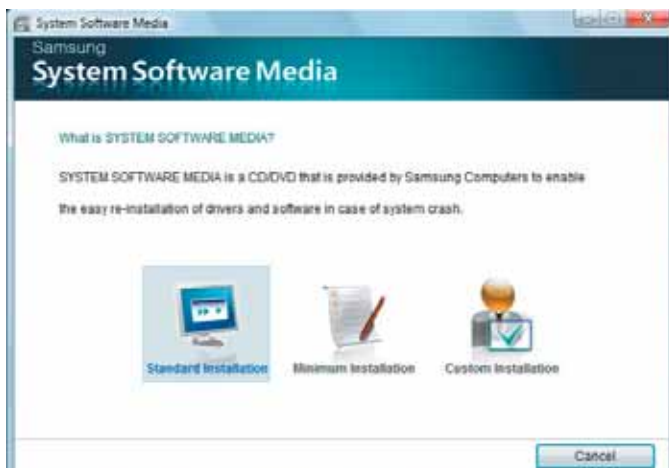 System Software Media
Samsung
System Software Media
What is SYSTEM SOFTWARE MEDIA?
SYSTEM SOFTWARE MEDIA is a CD/DVD that is provided by Samsung Computers to enable
the easy re-installation of drivers and software in case of system crash.
Standard Installation
Minimum Installation
Custom Installation
Cancel